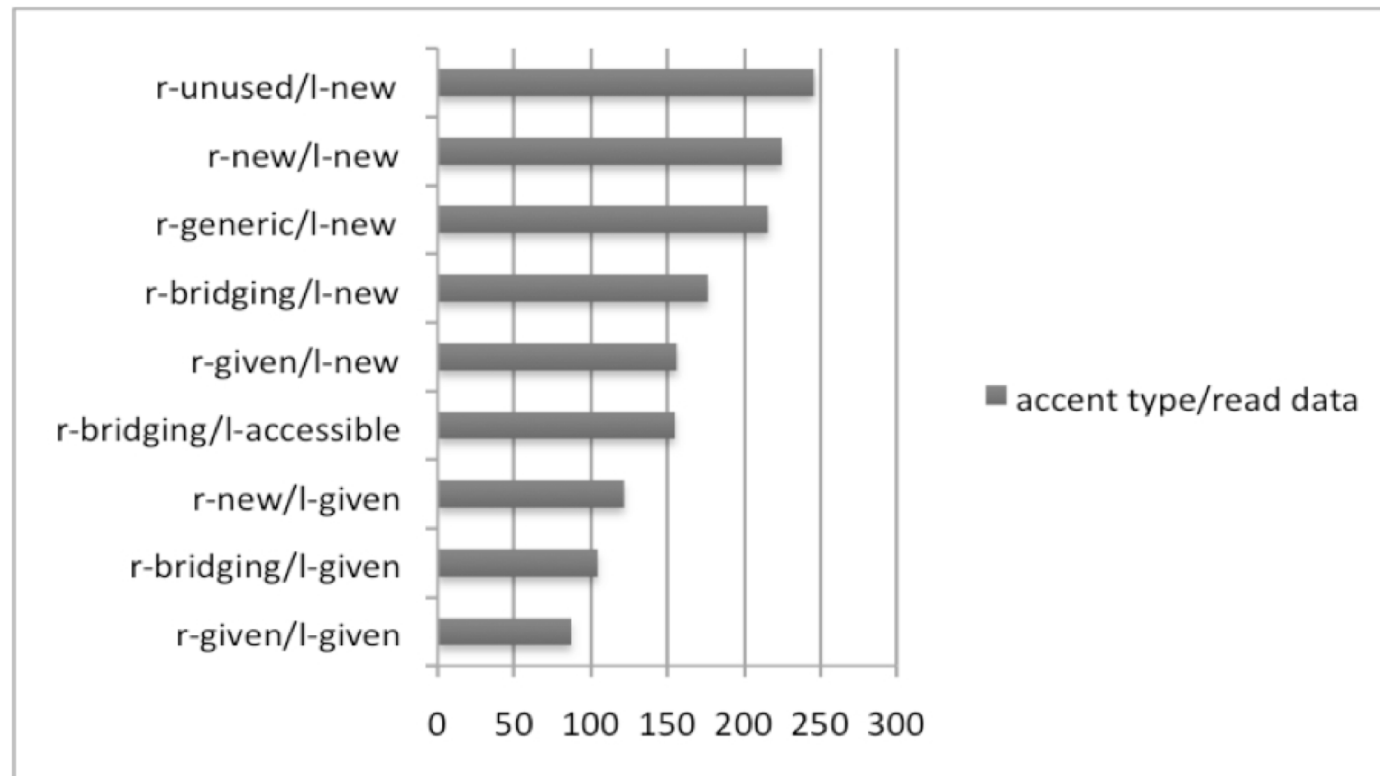 r-unused/l-new
r-new/l-new
r-generic/l-new
r-bridging/l-new
r-given/l-new
r-bridging/l-accessible
r-new/l-given
r-bridging/l-given
r-given/l-given
0 50 100 150 200 250 300
accent type/read data